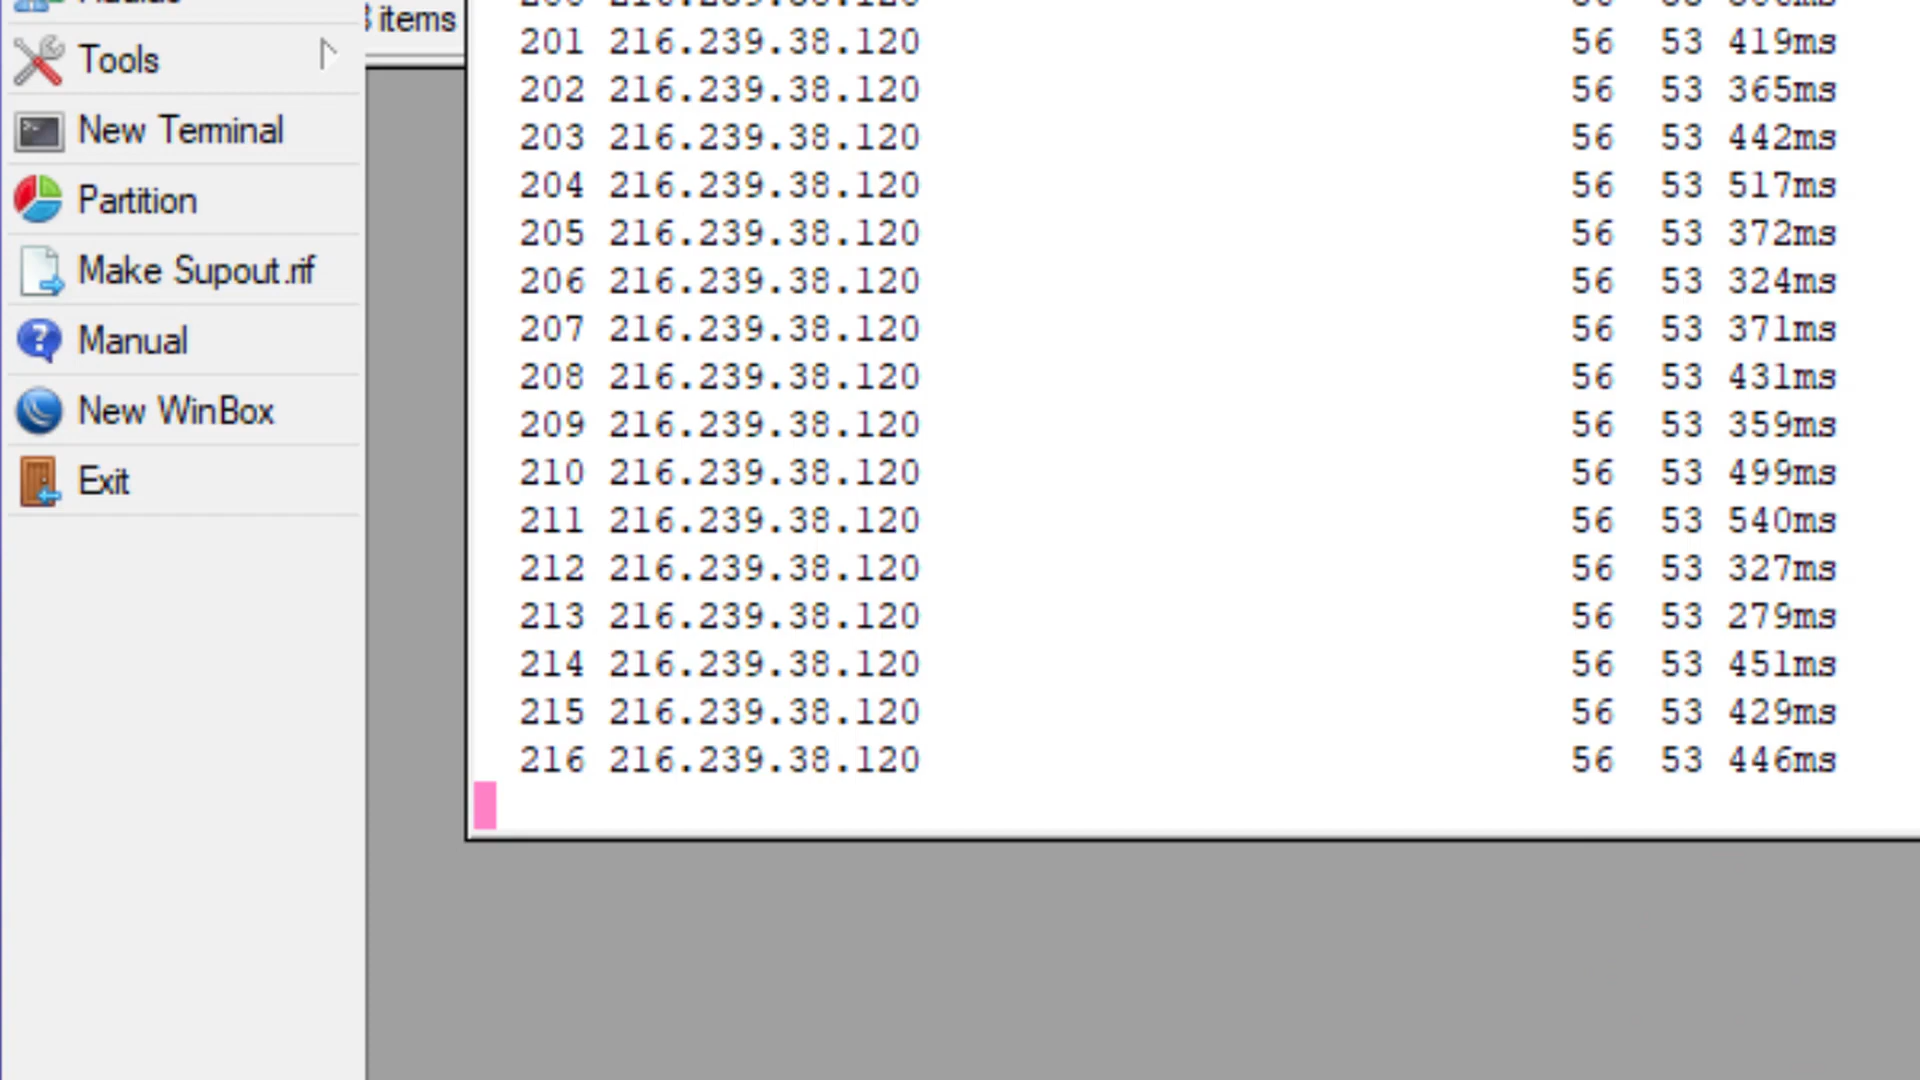 items
Tools
New Terminal
Partition
Make Supout.rif
Manual
New WinBox
Exit
201 216.239.38.120 56 53 419ms
202 216.239.38.120 56 53 365ms
203 216.239.38.120 56 53 442ms
204 216.239.38.120 56 53 517ms
205 216.239.38.120 56 53 372ms
206 216.239.38.120 56 53 324ms
207 216.239.38.120 56 53 371ms
208 216.239.38.120 56 53 431ms
209 216.239.38.120 56 53 359ms
210 216.239.38.120 56 53 499ms
211 216.239.38.120 56 53 540ms
212 216.239.38.120 56 53 327ms
213 216.239.38.120 56 53 279ms
214 216.239.38.120 56 53 451ms
215 216.239.38.120 56 53 429ms
216 216.239.38.120 56 53 446ms